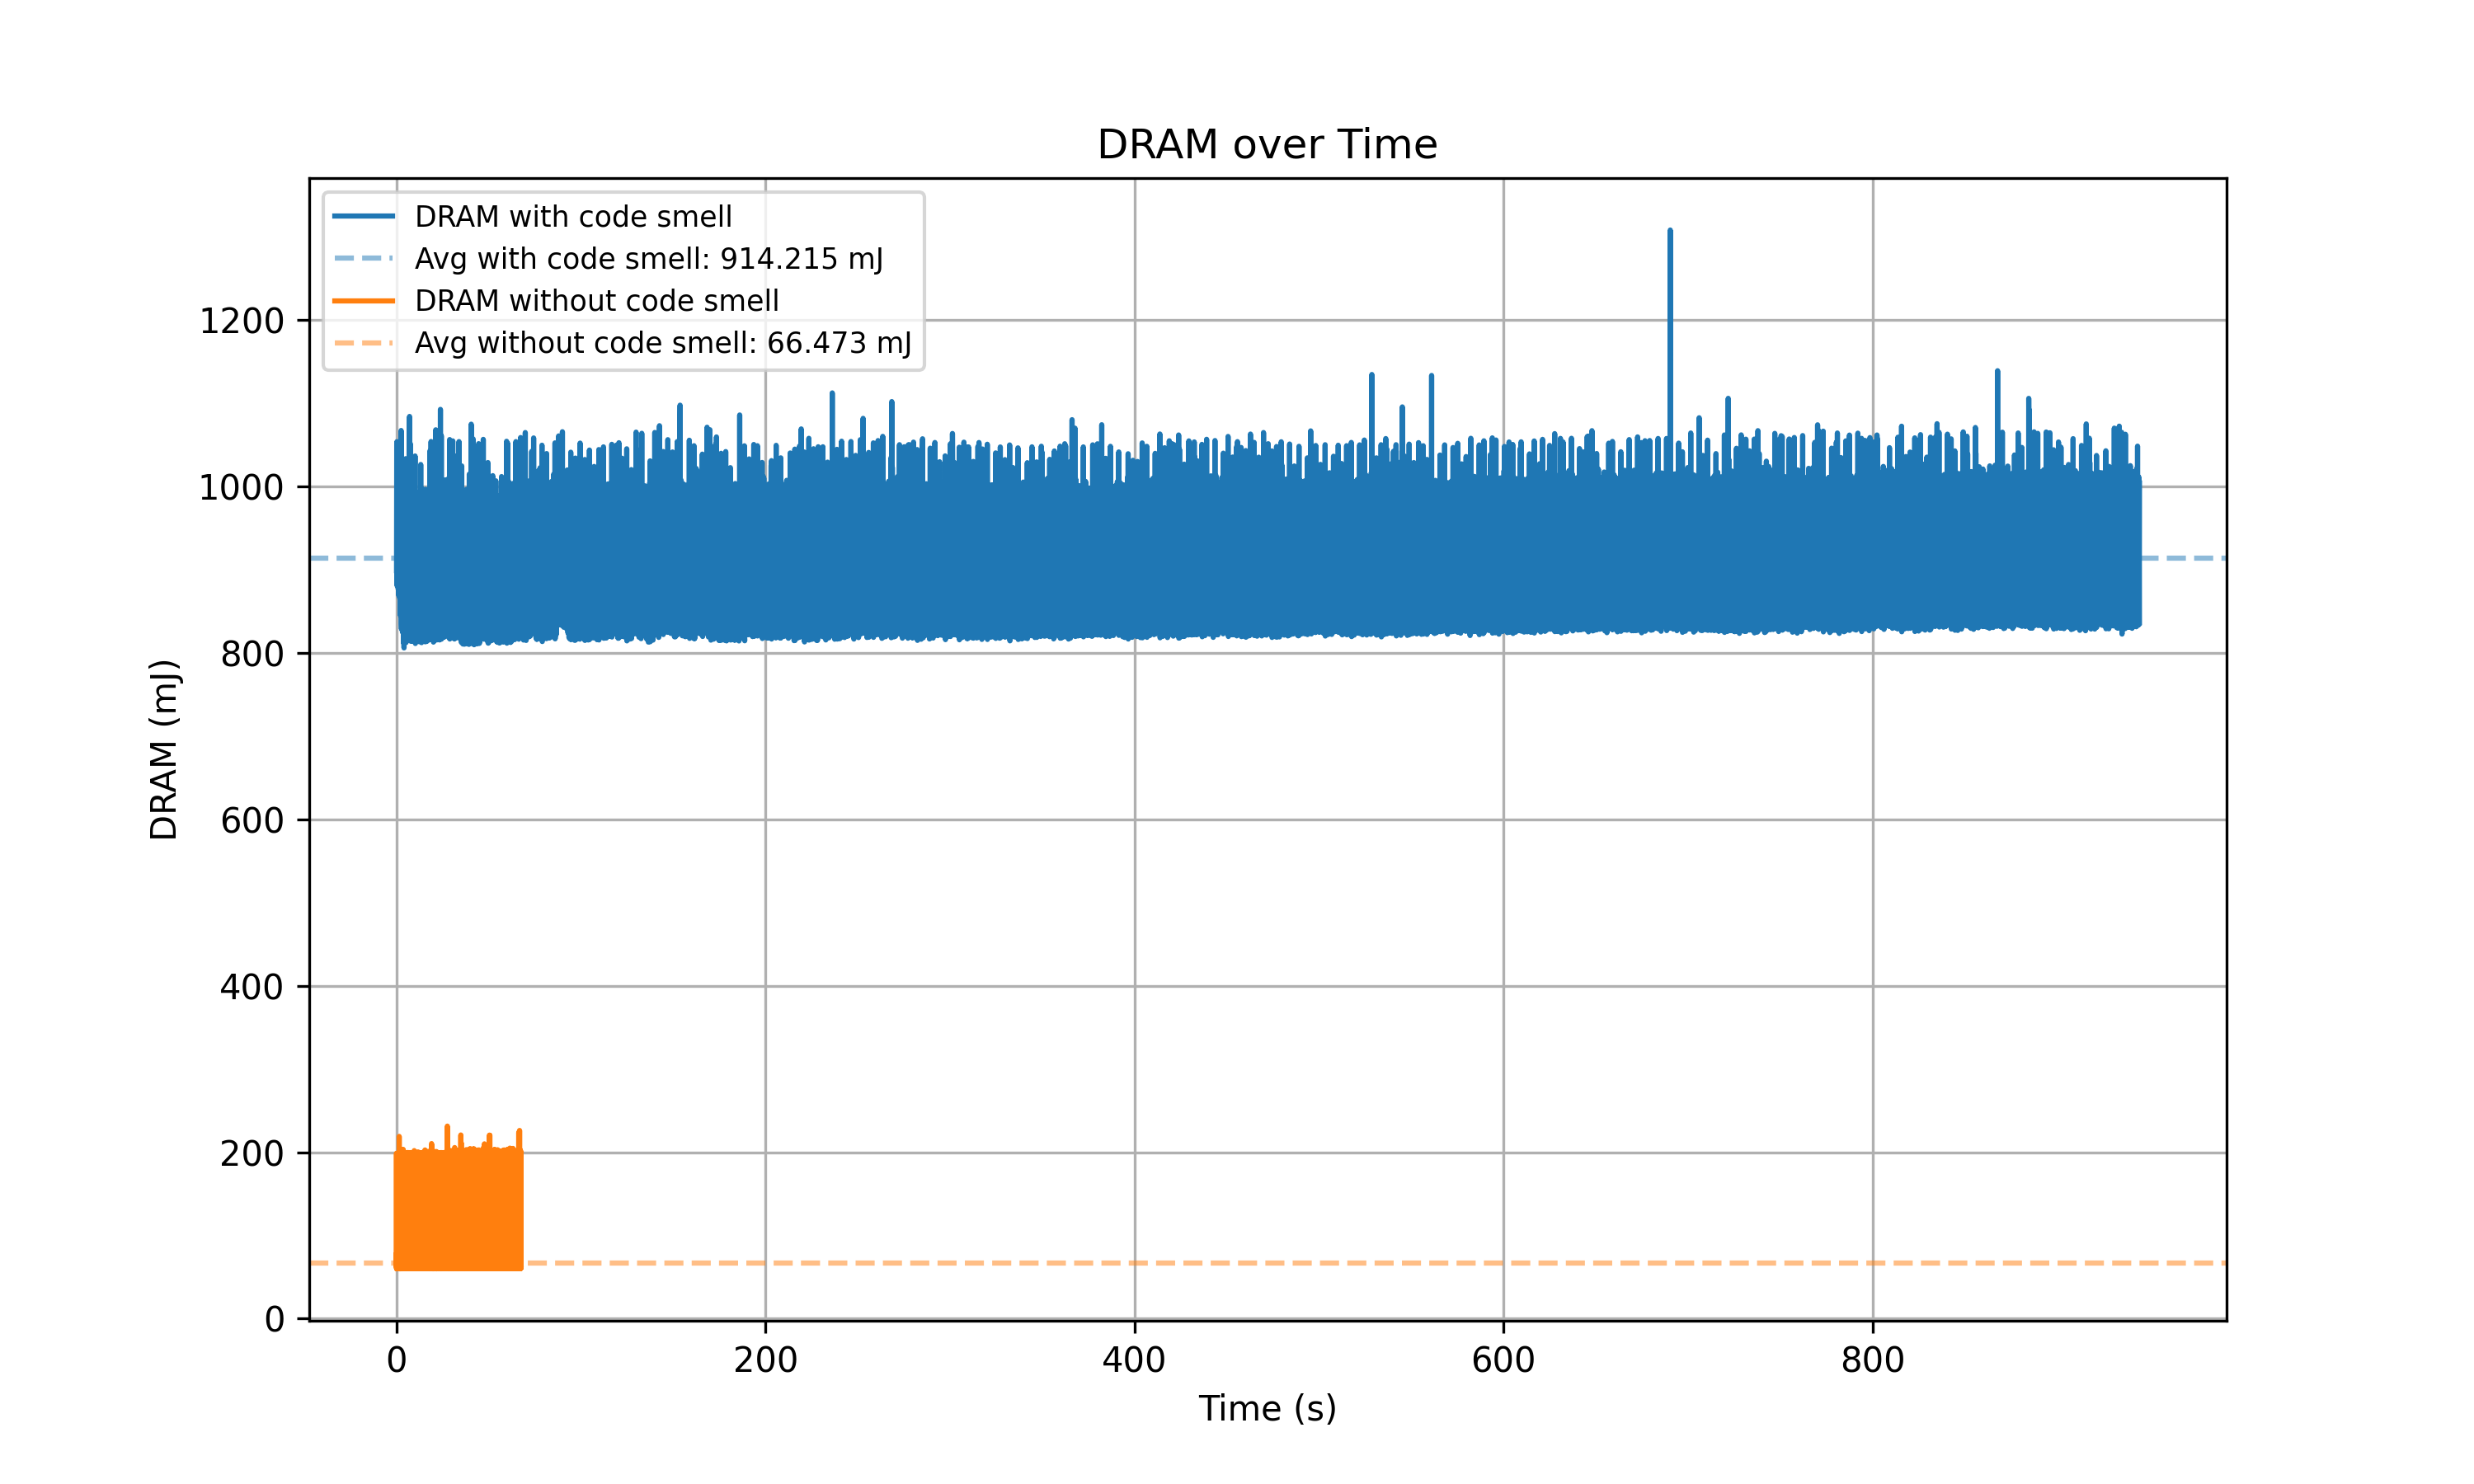 DRAM over Time
DRAM with code smell
Avg with code smell: 914.215 mJ
DRAM without code smell
Avg without code smell: 66.473 mJ
DRAM (mJ)
1200
1000
800
600
400
200
0
0 200 400 600 800
Time (s)